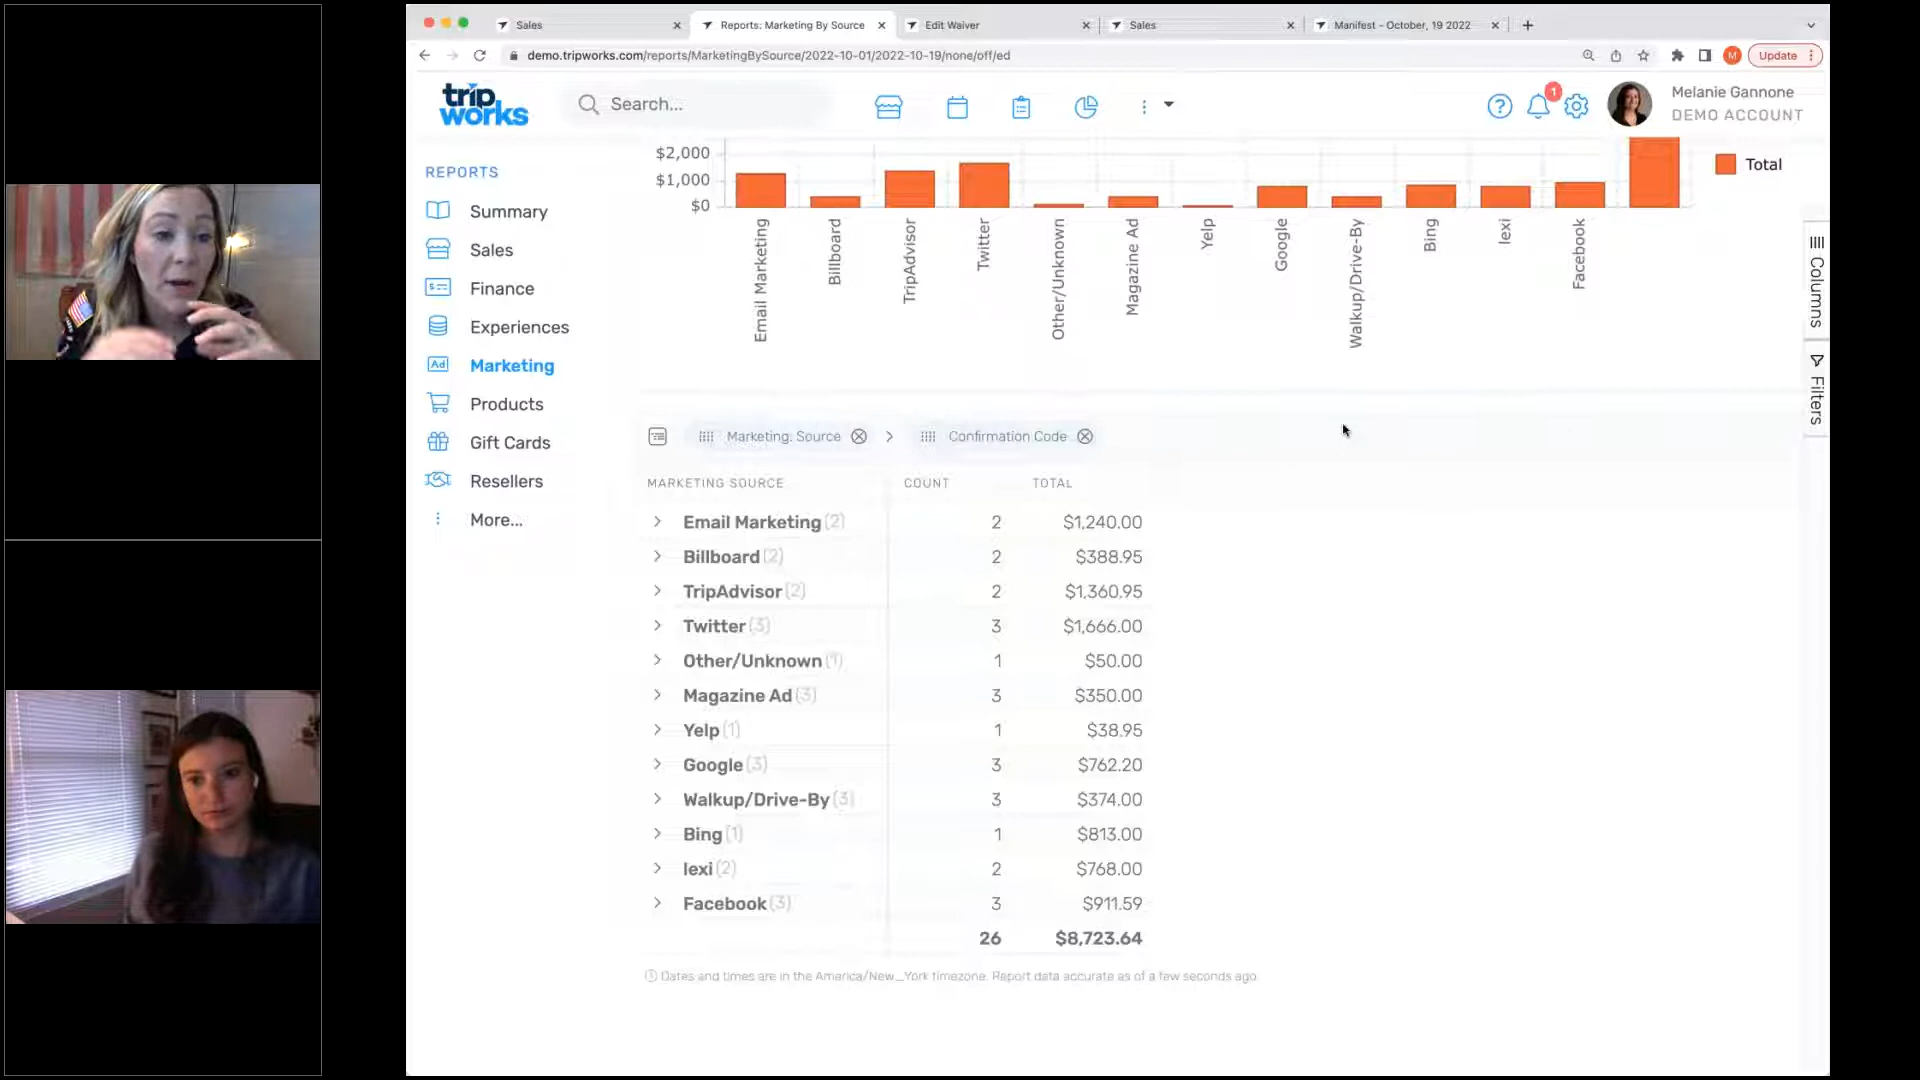 Sales
Reports: Marketing By Source
Edit Waiver
Sales
Manifest - October, 19 2022
demo.tripworks.com/reports/MarketingBySource/2022-10-01/2022-10-19/none/off/ed
M
Update
trip
works
Search...
1
Melanie Gannone
DEMO ACCOUNT
REPORTS
Summary
Sales
Finance
Experiences
Ad
Marketing
Products
Gift Cards
Resellers
More...
$2,000
$1,000
$0
Email Marketing
Billboard
TripAdvisor
Twitter
Other/Unknown
Magazine Ad
Yelp
Google
Walkup/Drive-By
Bing
lexi
Facebook
Total
Columns
Filters
Marketing: Source
Confirmation Code
MARKETING SOURCE COUNT TOTAL
Email Marketing (2) 2 $1,240.00
Billboard (2) 2 $388.95
TripAdvisor (2) 2 $1,360.95
Twitter (3) 3 $1,666.00
Other/Unknown (1) 1 $50.00
Magazine Ad (3) 3 $350.00
Yelp (1) 1 $38.95
Google (3) 3 $762.20
Walkup/Drive-By (3) 3 $374.00
Bing (1) 1 $813.00
lexi (2) 2 $768.00
Facebook (3) 3 $911.59
26 $8,723.64
Dates and times are in the America/New_York timezone. Report data accurate as of a few seconds ago.